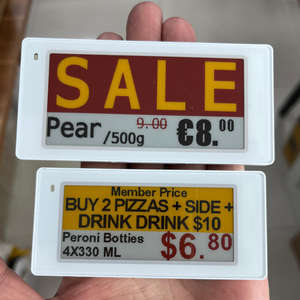 SALE
Pear /500g 9.00 €8.00
Member Price
BUY 2 PIZZAS + SIDE +
DRINK DRINK $10
Peroni Botties
4X330 ML $6.80